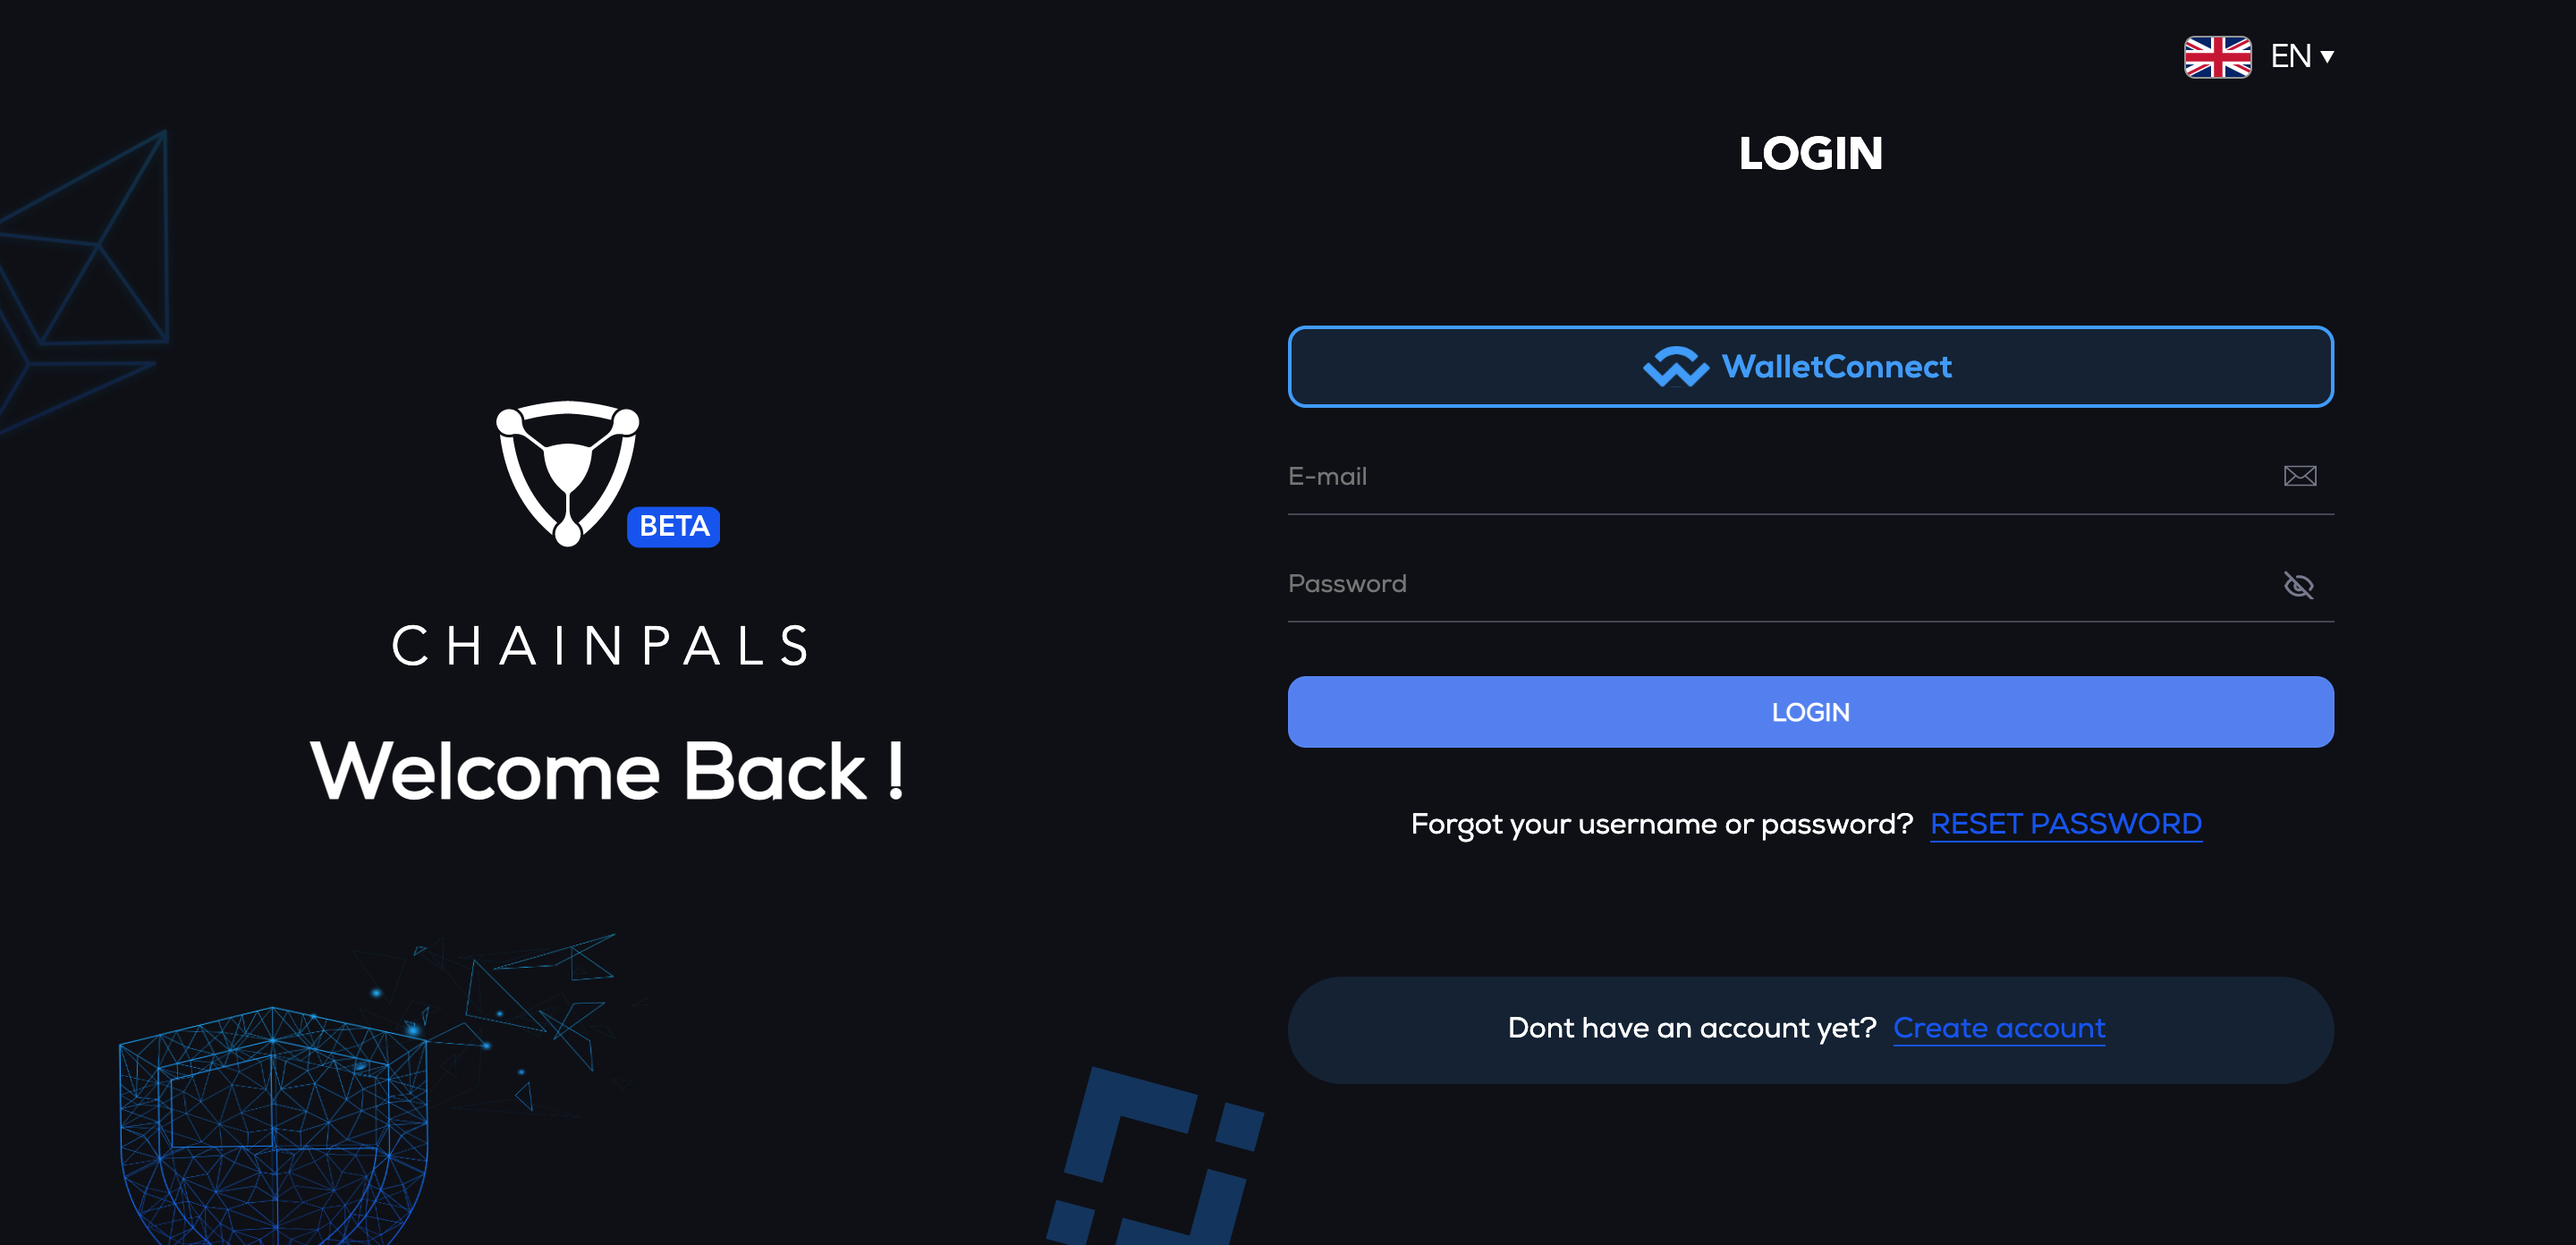 EN
LOGIN
WalletConnect
E-mail
Password
LOGIN
Forgot your username or password? RESET PASSWORD
Dont have an account yet? Create account
BETA
CHAINPALS
Welcome Back !